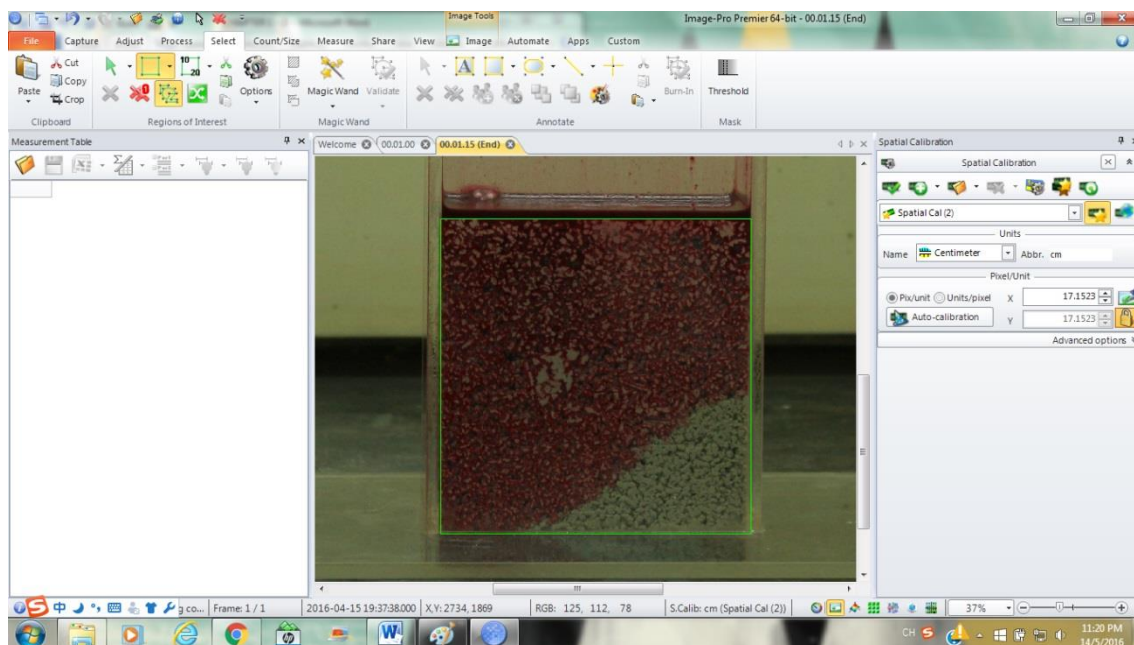 Image Tools
Image-Pro Premier 64-bit - 00.01.15 (End)
File Capture Adjust Process Select Count/Size Measure Share View Image Automate Apps Custom
Paste
Cut
Copy
Crop
Clipboard
10 20
Options
Regions of Interest
Magic Wand
Validate
Magic Wand
A
Burn-In
Annotate
Threshold
Mask
Measurement Table
Welcome 00.01.00 00.01.15 (End)
Spatial Calibration
Spatial Calibration
Spatial Cal (2)
Units
Name Centimeter Abbr. cm
Pixel/Unit
Pix/unit Units/pixel X 17.1523
Auto-calibration Y 17.1523
Advanced options
中 g co... Frame: 1 / 1 2016-04-15 19:37:38.000 X,Y: 2734, 1869 RGB: 125, 112, 78 S.Calib: cm (Spatial Cal (2)) 37%
CH
11:20 PM
14/5/2016